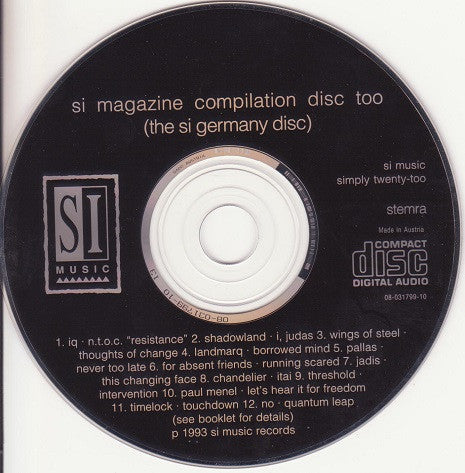 si magazine compilation disc too
(the si germany disc)
si music
simply twenty-too
stemra
Made in Austria
SI
MUSIC
COMPACT
disc
DIGITAL AUDIO
08-031799-10
08-031799-10 13
1. iq · n.t.o.c. "resistance" 2. shadowland · i, judas 3. wings of steel ·
thoughts of change 4. landmarq · borrowed mind 5. pallas ·
never too late 6. for absent friends · running scared 7. jadis ·
this changing face 8. chandelier · itai 9. threshold ·
intervention 10. paul menel · let's hear it for freedom
11. timelock · touchdown 12. no · quantum leap
(see booklet for details)
p 1993 si music records